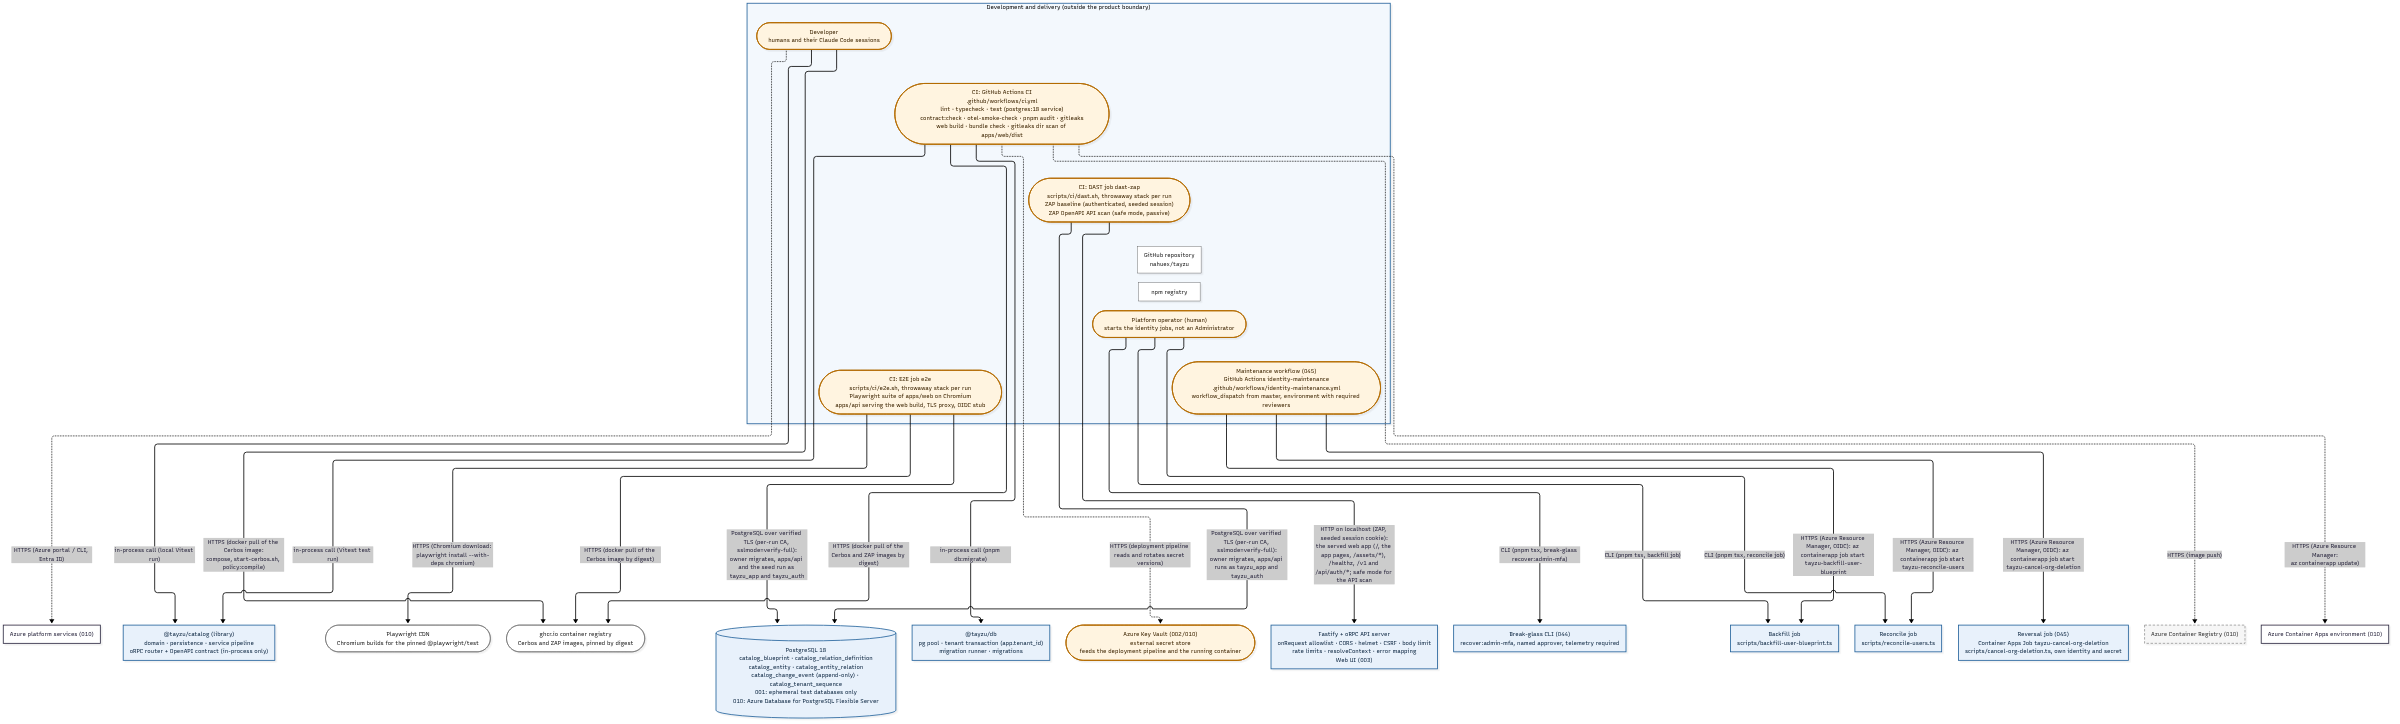 Development and delivery (outside the product boundary)
Developer
humans and their Claude Code sessions
CI: GitHub Actions CI
.github/workflows/ci.yml
lint · typecheck · test (postgres:18 service)
contract:check · otel-smoke-check · pnpm audit · gitleaks
web build · bundle check · gitleaks dir scan of
apps/web/dist
CI: DAST job dast-zap
scripts/ci/dast.sh, throwaway stack per run
ZAP baseline (authenticated, seeded session)
ZAP OpenAPI API scan (safe mode, passive)
GitHub repository
nahuex/tayzu
npm registry
Platform operator (human)
starts the identity jobs, not an Administrator
CI: E2E job e2e
scripts/ci/e2e.sh, throwaway stack per run
Playwright suite of apps/web on Chromium
apps/api serving the web build, TLS proxy, OIDC stub
Maintenance workflow (045)
GitHub Actions identity-maintenance
.github/workflows/identity-maintenance.yml
workflow_dispatch from master, environment with required
reviewers
HTTPS (Azure portal / CLI,
Entra ID)
in-process call (local Vitest
run)
HTTPS (docker pull of the
Cerbos image:
compose, start-cerbos.sh,
policy:compile)
in-process call (Vitest test
run)
HTTPS (Chromium download:
playwright install --with-
deps chromium)
HTTPS (docker pull of the
Cerbos image by digest)
PostgreSQL over verified
TLS (per-run CA,
sslmode=verify-full):
owner migrates, apps/api
and the seed run as
tayzu_app and tayzu_auth
HTTPS (docker pull of the
Cerbos and ZAP images by
digest)
in-process call (pnpm
db:migrate)
HTTPS (deployment pipeline
reads and rotates secret
versions)
PostgreSQL over verified
TLS (per-run CA,
sslmode=verify-full):
owner migrates, apps/api
runs as tayzu_app and
tayzu_auth
HTTP on localhost (ZAP,
seeded session cookie):
the served web app (/, the
app pages, /assets/*),
/healthz, /v1 and
/api/auth/*; safe mode for
the API scan
CLI (pnpm tsx, break-glass
recover:admin-mfa)
CLI (pnpm tsx, backfill job)
CLI (pnpm tsx, reconcile job)
HTTPS (Azure Resource
Manager, OIDC): az
containerapp job start
tayzu-backfill-user-
blueprint
HTTPS (Azure Resource
Manager, OIDC): az
containerapp job start
tayzu-reconcile-users
HTTPS (Azure Resource
Manager, OIDC): az
containerapp job start
tayzu-cancel-org-deletion
HTTPS (image push)
HTTPS (Azure Resource
Manager:
az containerapp update)
Azure platform services (010)
@tayzu/catalog (library)
domain · persistence · service pipeline
oRPC router + OpenAPI contract (in-process only)
Playwright CDN
Chromium builds for the pinned @playwright/test
ghcr.io container registry
Cerbos and ZAP images, pinned by digest
PostgreSQL 18
catalog_blueprint · catalog_relation_definition
catalog_entity · catalog_entity_relation
catalog_change_event (append-only) ·
catalog_tenant_sequence
001: ephemeral test databases only
010: Azure Database for PostgreSQL Flexible Server
@tayzu/db
pg pool · tenant transaction (app.tenant_id)
migration runner · migrations
Azure Key Vault (002/010)
external secret store
feeds the deployment pipeline and the running container
Fastify + oRPC API server
onRequest allowlist · CORS · helmet · CSRF · body limit
rate limits · resolveContext · error mapping
Web UI (003)
Break-glass CLI (044)
recover:admin-mfa, named approver, telemetry required
Backfill job
scripts/backfill-user-blueprint.ts
Reconcile job
scripts/reconcile-users.ts
Reversal job (045)
Container Apps Job tayzu-cancel-org-deletion
scripts/cancel-org-deletion.ts, own identity and secret
Azure Container Registry (010)
Azure Container Apps environment (010)